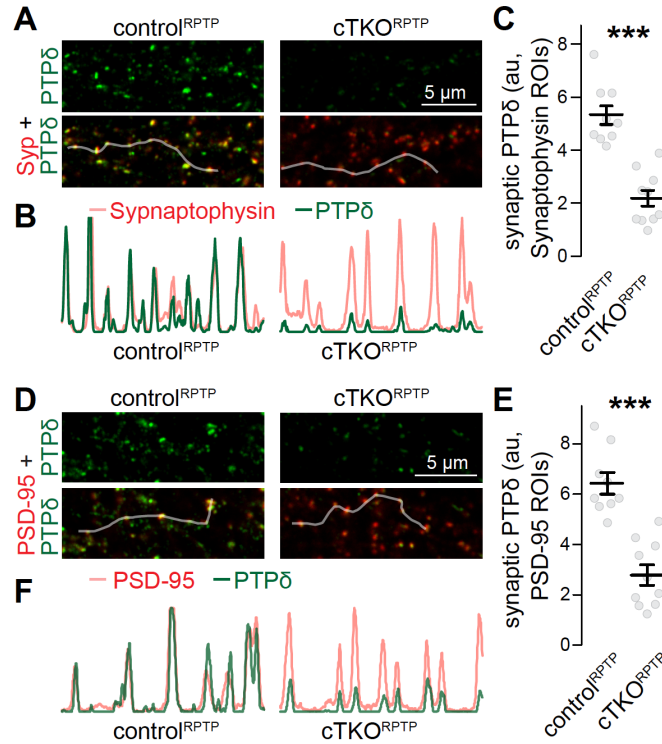 A
control^RPTP
cTKO^RPTP
PTPδ
5 µm
Syp +
PTPδ
B
Sypnaptophysin
PTPδ
control^RPTP
cTKO^RPTP
C
***
synaptic PTPδ (au,
Synaptophysin ROIs)
8
6
4
2
0
control^RPTP
cTKO^RPTP
D
control^RPTP
cTKO^RPTP
PTPδ
5 µm
PSD-95 +
PTPδ
F
PSD-95
PTPδ
control^RPTP
cTKO^RPTP
E
***
synaptic PTPδ (au,
PSD-95 ROIs)
8
6
4
2
0
control^RPTP
cTKO^RPTP